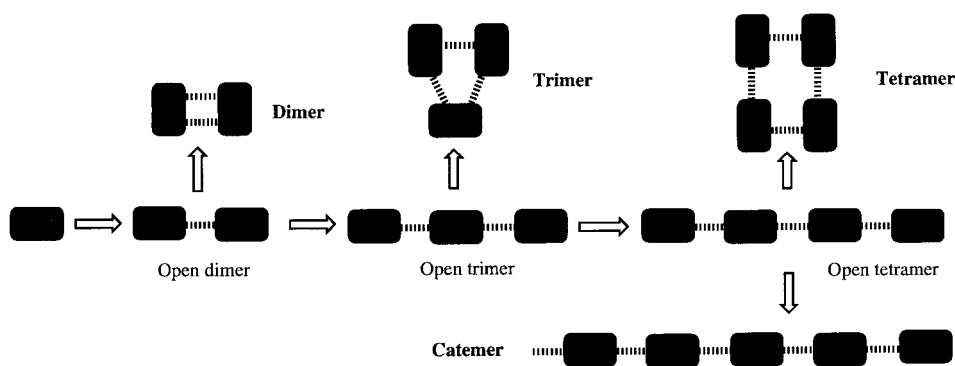 Trimer
Tetramer
Dimer
Open dimer
Open trimer
Open tetramer
Catemer